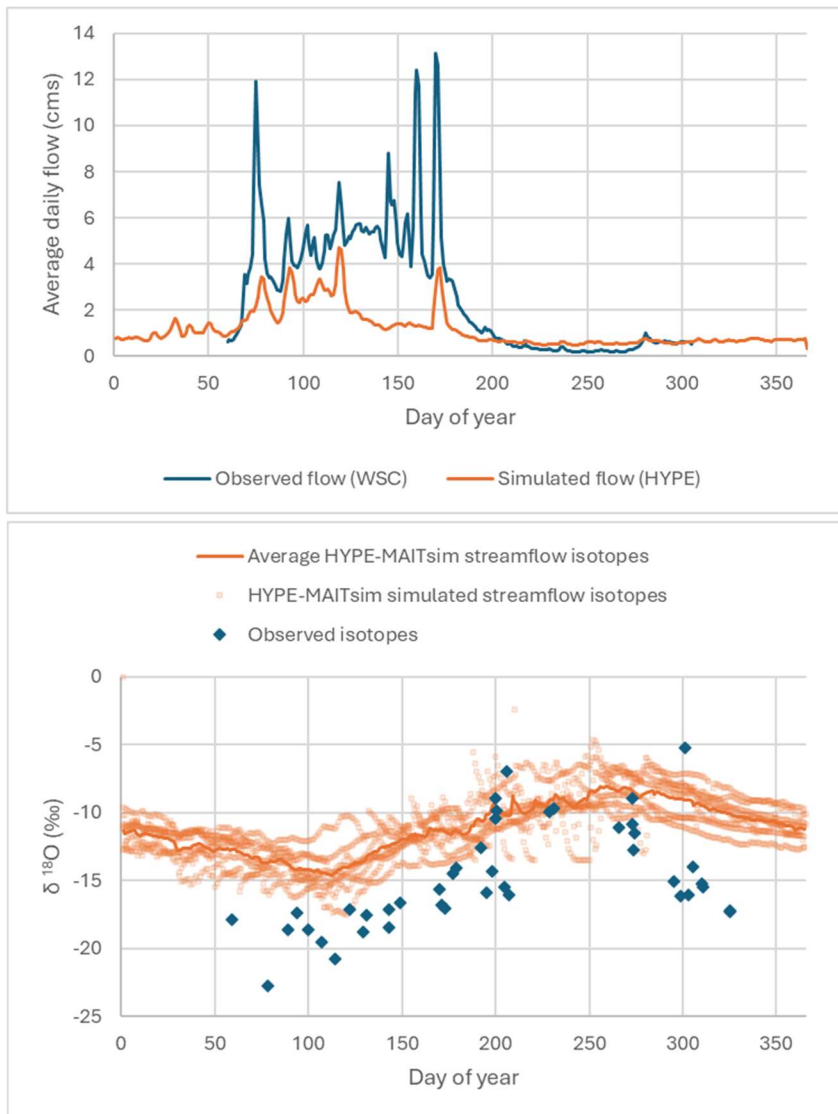 14
12
10
8
6
4
2
0
Average daily flow (cms)
0 50 100 150 200 250 300 350
Day of year
Observed flow (WSC) Simulated flow (HYPE)
Average HYPE-MAITsim streamflow isotopes
HYPE-MAITsim simulated streamflow isotopes
Observed isotopes
0
-5
-10
-15
-20
-25
δ ¹⁸O (‰)
0 50 100 150 200 250 300 350
Day of year